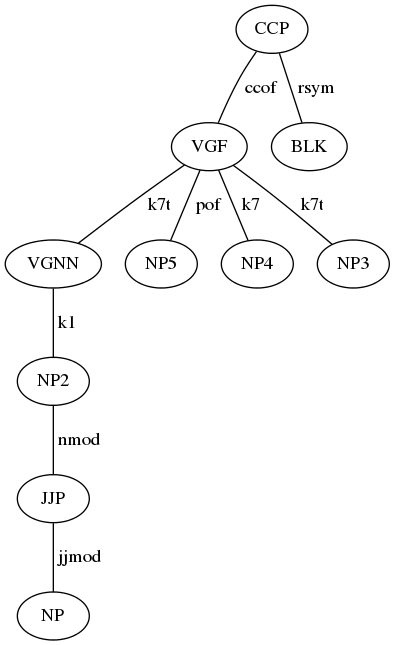 CCP
ccof
rsym
VGF
BLK
k7t
pof
k7
k7t
VGNN
NP5
NP4
NP3
k1
NP2
nmod
JJP
jjmod
NP